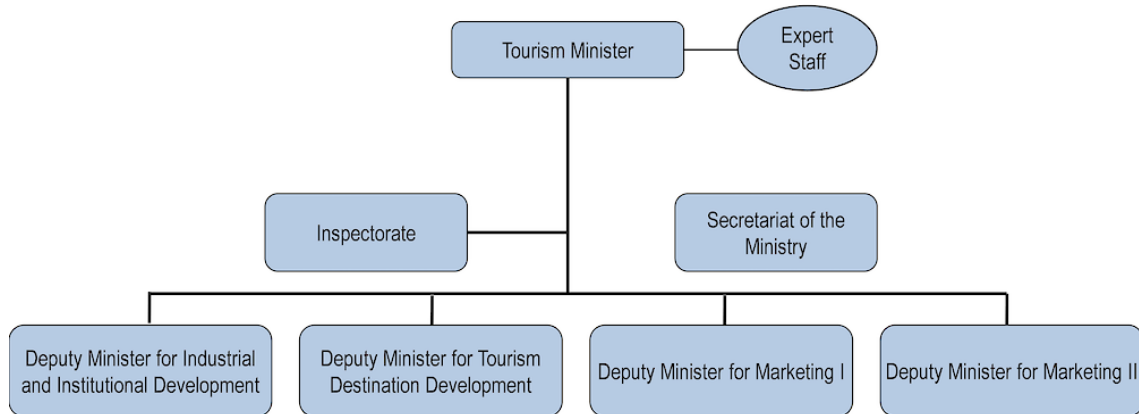 Tourism Minister
Expert
Staff
Inspectorate
Secretariat of the
Ministry
Deputy Minister for Industrial
and Institutional Development
Deputy Minister for Tourism
Destination Development
Deputy Minister for Marketing I
Deputy Minister for Marketing II